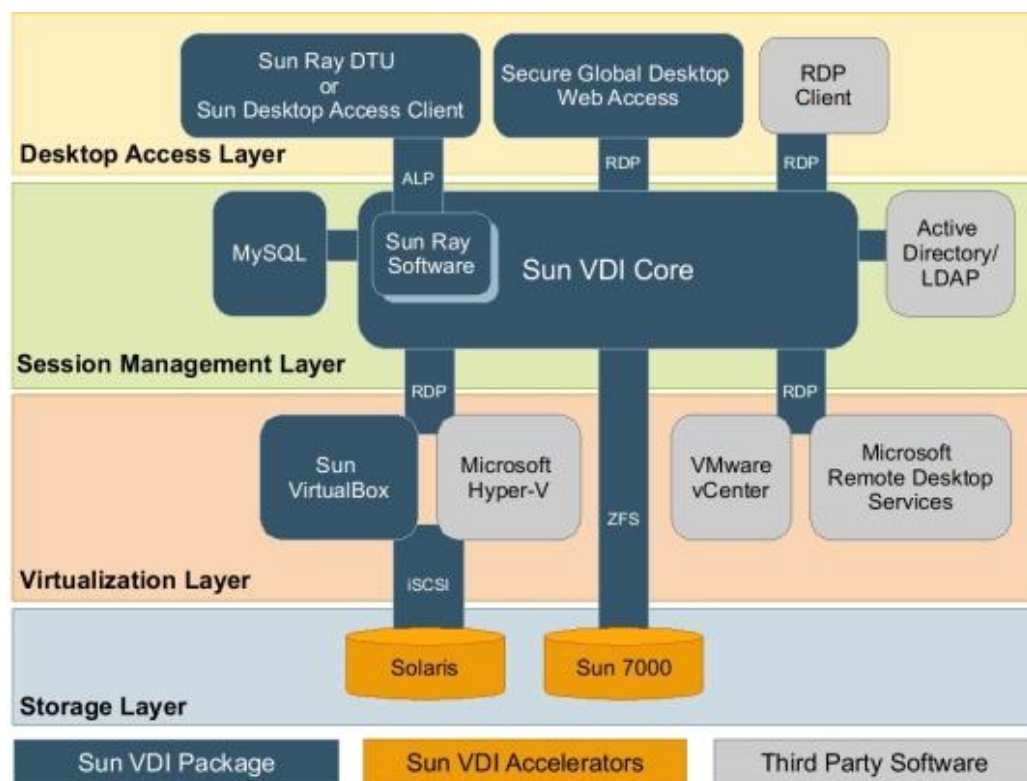 Sun Ray DTU
or
Sun Desktop Access Client
Secure Global Desktop
Web Access
RDP
Client
Desktop Access Layer
ALP
RDP
RDP
MySQL
Sun Ray
Software
Sun VDI Core
Active
Directory/
LDAP
Session Management Layer
RDP
RDP
Sun
VirtualBox
Microsoft
Hyper-V
VMware
vCenter
Microsoft
Remote Desktop
Services
ZFS
Virtualization Layer
iSCSI
Solaris
Sun 7000
Storage Layer
Sun VDI Package
Sun VDI Accelerators
Third Party Software